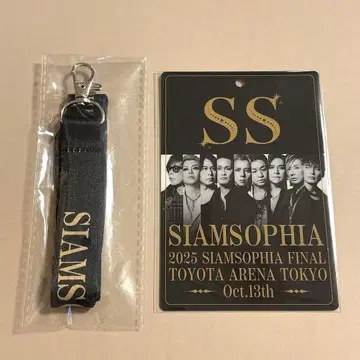 SIAMS
SS
SIAMSOPHIA
2025 SIAMSOPHIA FINAL
TOYOTA ARENA TOKYO
Oct.13th